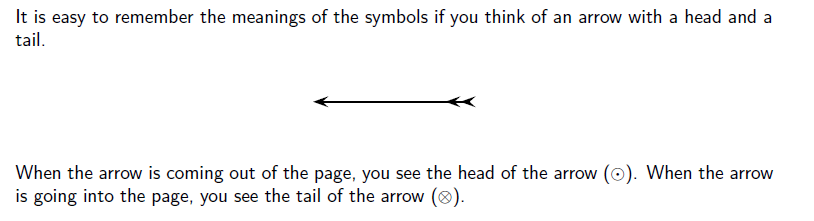 It is easy to remember the meanings of the symbols if you think of an arrow with a head and a
tail.
When the arrow is coming out of the page, you see the head of the arrow (⊙). When the arrow
is going into the page, you see the tail of the arrow (⊗).